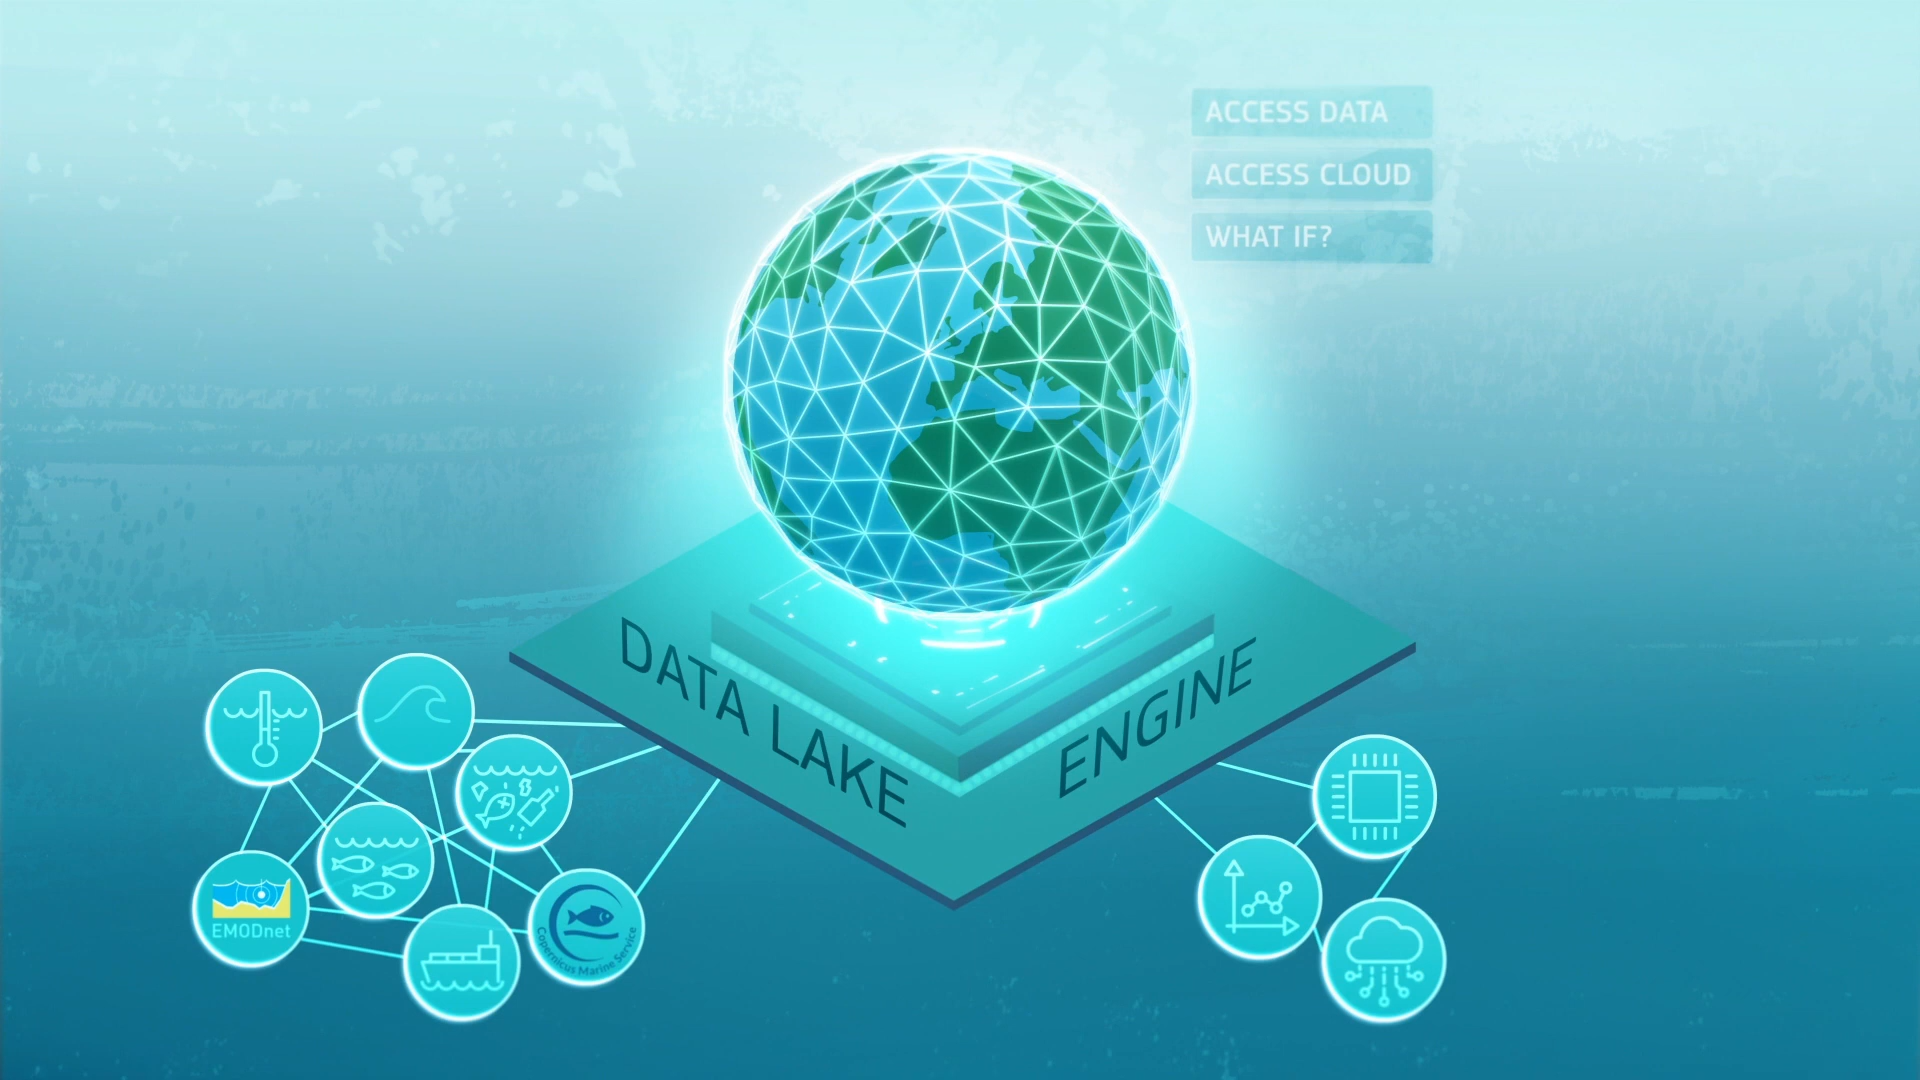 ACCESS DATA
ACCESS CLOUD
WHAT IF?
DATA LAKE
ENGINE
EMODnet
Copernicus Marine Service